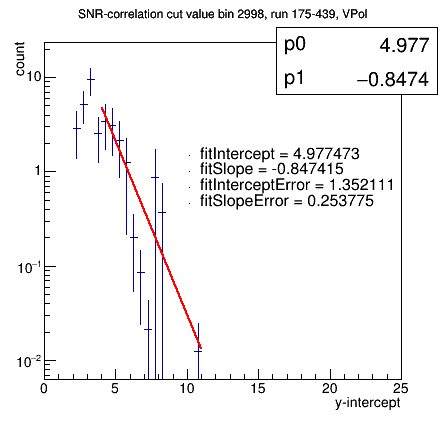 SNR-correlation cut value bin 2998, run 175-439, VPol
p0 4.977
p1 −0.8474
count
10
1
10⁻¹
10⁻²
fitIntercept = 4.977473
fitSlope = -0.847415
fitInterceptError = 1.352111
fitSlopeError = 0.253775
0 5 10 15 20 25
y-intercept